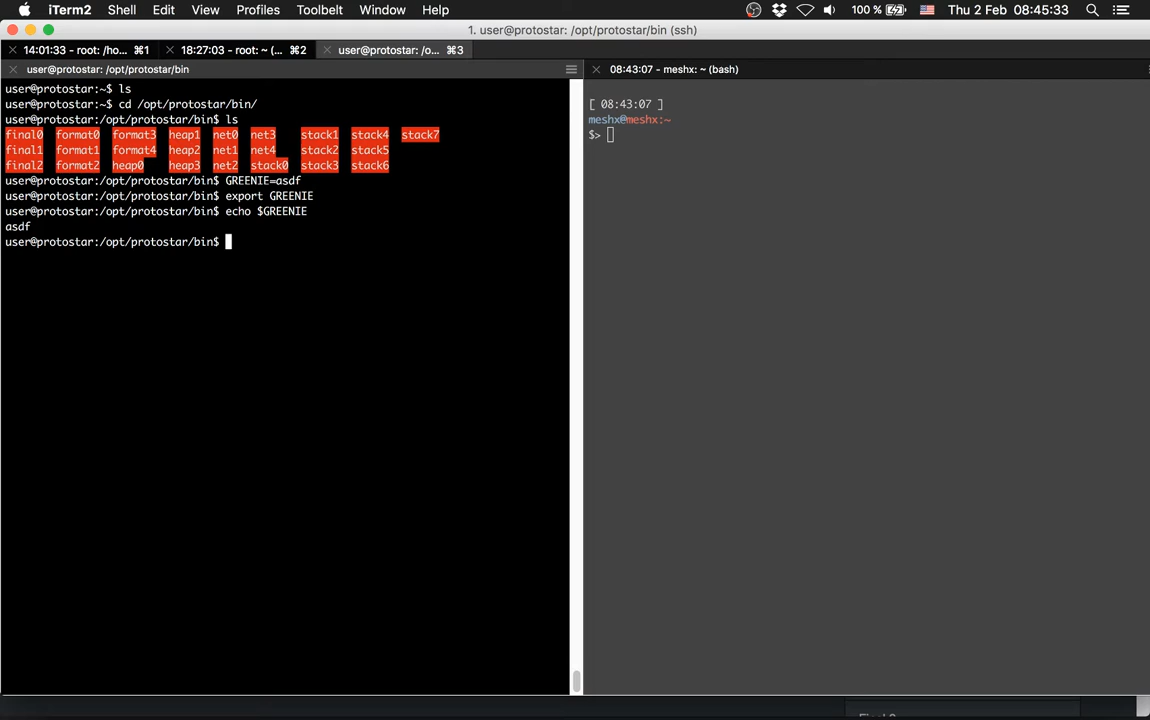 iTerm2 Shell Edit View Profiles Toolbelt Window Help 100 % Thu 2 Feb 08:45:33
1. user@protostar: /opt/protostar/bin (ssh)
14:01:33 - root: /ho... ⌘1 18:27:03 - root: ~ (... ⌘2 user@protostar: /o... ⌘3
user@protostar: /opt/protostar/bin
user@protostar:~$ ls
user@protostar:~$ cd /opt/protostar/bin/
user@protostar:/opt/protostar/bin$ ls
final0 format0 format3 heap1 net0 net3 stack1 stack4 stack7
final1 format1 format4 heap2 net1 net4 stack2 stack5
final2 format2 heap0 heap3 net2 stack0 stack3 stack6
user@protostar:/opt/protostar/bin$ GREENIE=asdf
user@protostar:/opt/protostar/bin$ export GREENIE
user@protostar:/opt/protostar/bin$ echo $GREENIE
asdf
user@protostar:/opt/protostar/bin$
08:43:07 - meshx: ~ (bash)
[ 08:43:07 ]
meshx@meshx:~
$>